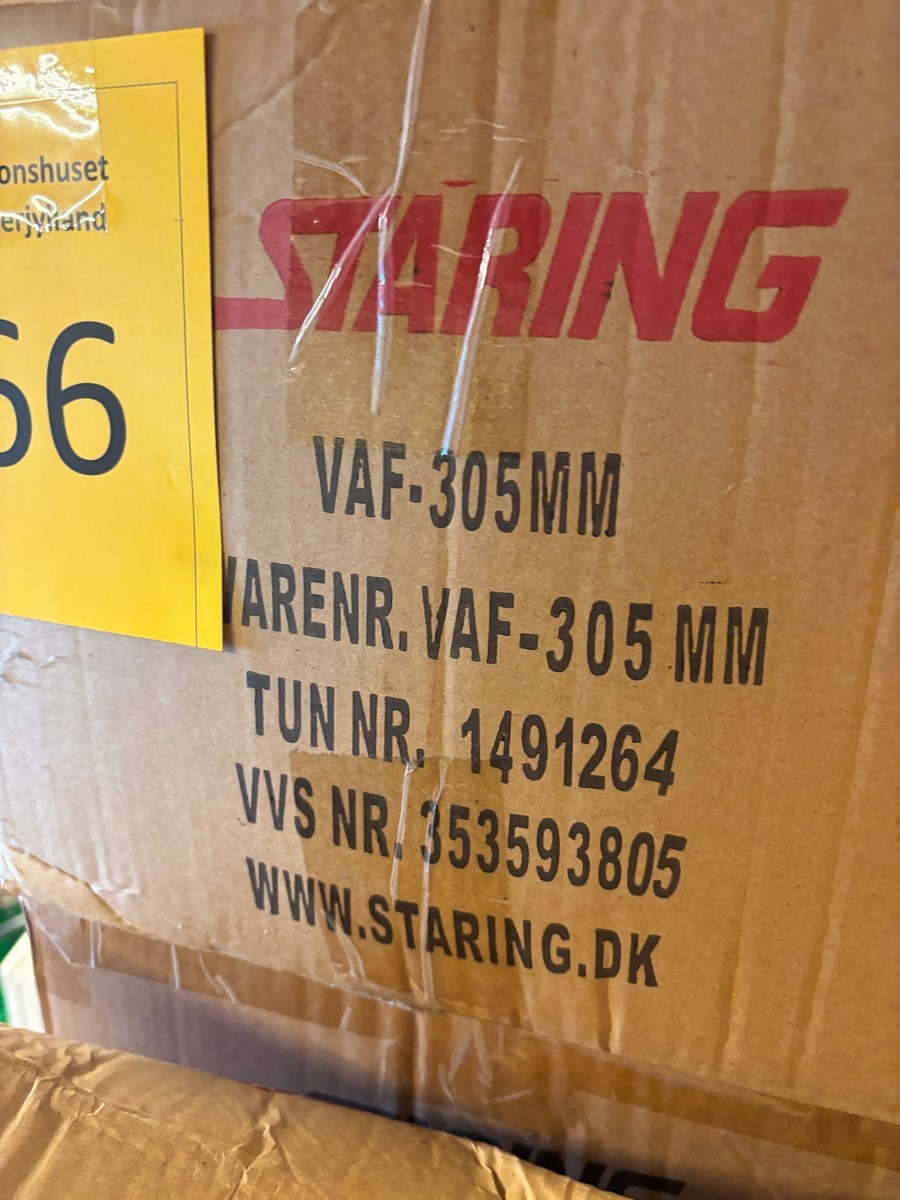 onshuset
erjylland
66
STARING
VAF-305MM
VARENR. VAF-305 MM
TUN NR. 1491264
VVS NR. 353593805
WWW.STARING.DK